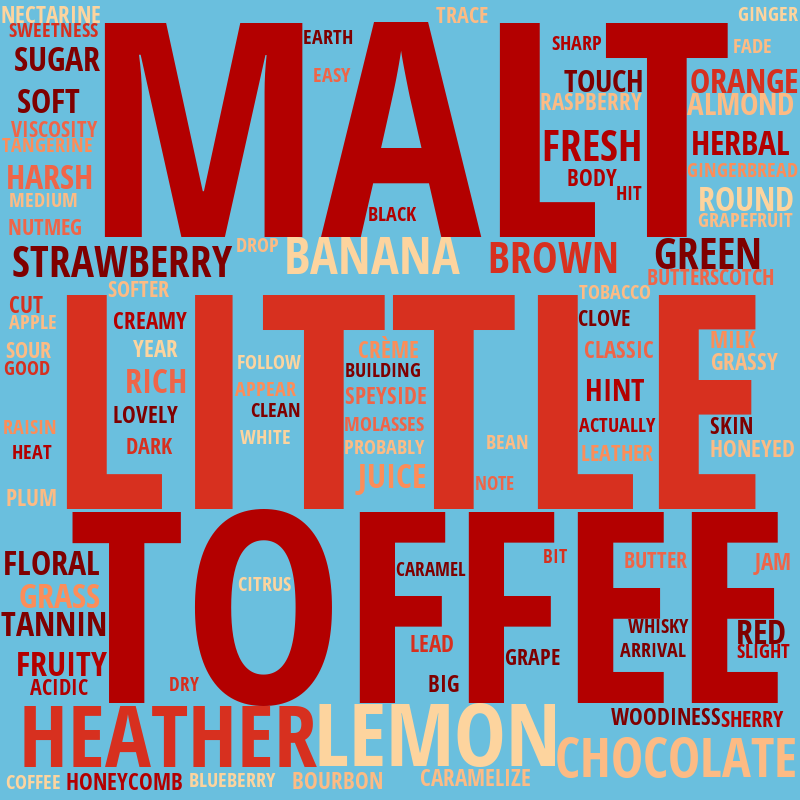 NECTARINE
TRACE
GINGER
SWEETNESS
EARTH
SHARP
FADE
SUGAR
MALT
EASY
TOUCH
ORANGE
SOFT
RASPBERRY
ALMOND
VISCOSITY
TANGERINE
FRESH
HERBAL
HARSH
BODY
GINGERBREAD
MEDIUM
HIT
ROUND
NUTMEG
BLACK
GRAPEFRUIT
STRAWBERRY
DROP
BANANA
BROWN
GREEN
BUTTERSCOTCH
SOFTER
TOBACCO
CUT
APPLE
CREAMY
CLOVE
LITTLE
SOUR
YEAR
FOLLOW
CRÈME
CLASSIC
MILK
GRASSY
GOOD
RICH
APPEAR
BUILDING
SPEYSIDE
HINT
LOVELY
CLEAN
MOLASSES
ACTUALLY
SKIN
RAISIN
HEAT
DARK
WHITE
PROBABLY
BEAN
LEATHER
HONEYED
JUICE
NOTE
PLUM
TOFFEE
FLORAL
CITRUS
CARAMEL
BIT
BUTTER
JAM
GRASS
TANNIN
LEAD
WHISKY
RED
FRUITY
GRAPE
ARRIVAL
SLIGHT
ACIDIC
DRY
BIG
HEATHER
LEMON
WOODINESS
SHERRY
CHOCOLATE
COFFEE
HONEYCOMB
BLUEBERRY
BOURBON
CARAMELIZE